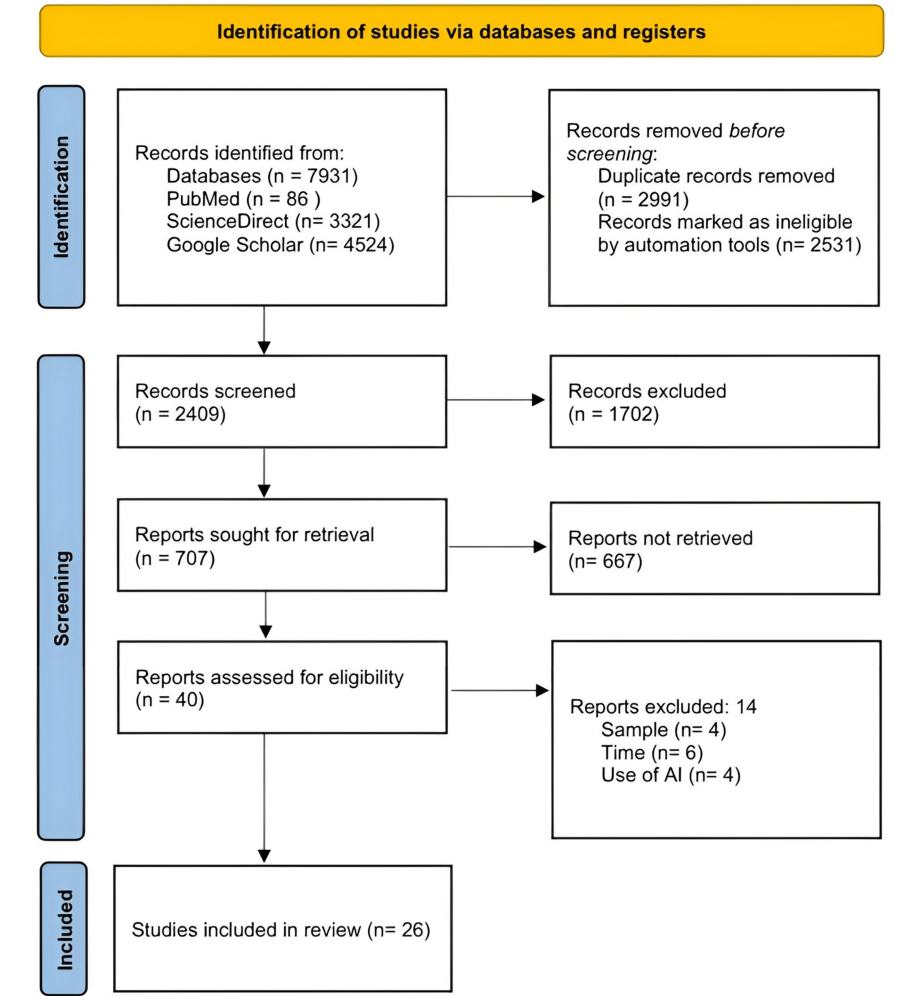 Identification of studies via databases and registers
Identification
Records identified from:
Databases (n = 7931)
PubMed (n = 86 )
ScienceDirect (n= 3321)
Google Scholar (n= 4524)
Records removed before
screening:
Duplicate records removed
(n = 2991)
Records marked as ineligible
by automation tools (n= 2531)
Screening
Records screened
(n = 2409)
Records excluded
(n = 1702)
Reports sought for retrieval
(n = 707)
Reports not retrieved
(n= 667)
Reports assessed for eligibility
(n = 40)
Reports excluded: 14
Sample (n= 4)
Time (n= 6)
Use of AI (n= 4)
Included
Studies included in review (n= 26)